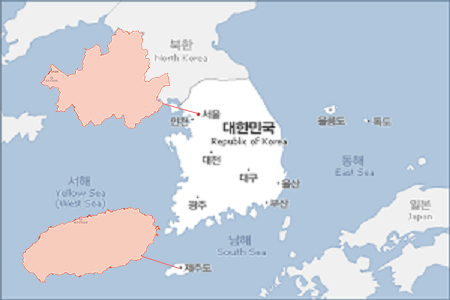 북한
North Korea
서울
인천
대한민국
Republic of Korea
울릉도
독도
대전
동해
East Sea
서해
Yellow Sea
(West Sea)
대구
울산
광주
부산
일본
Japan
남해
South Sea
제주도